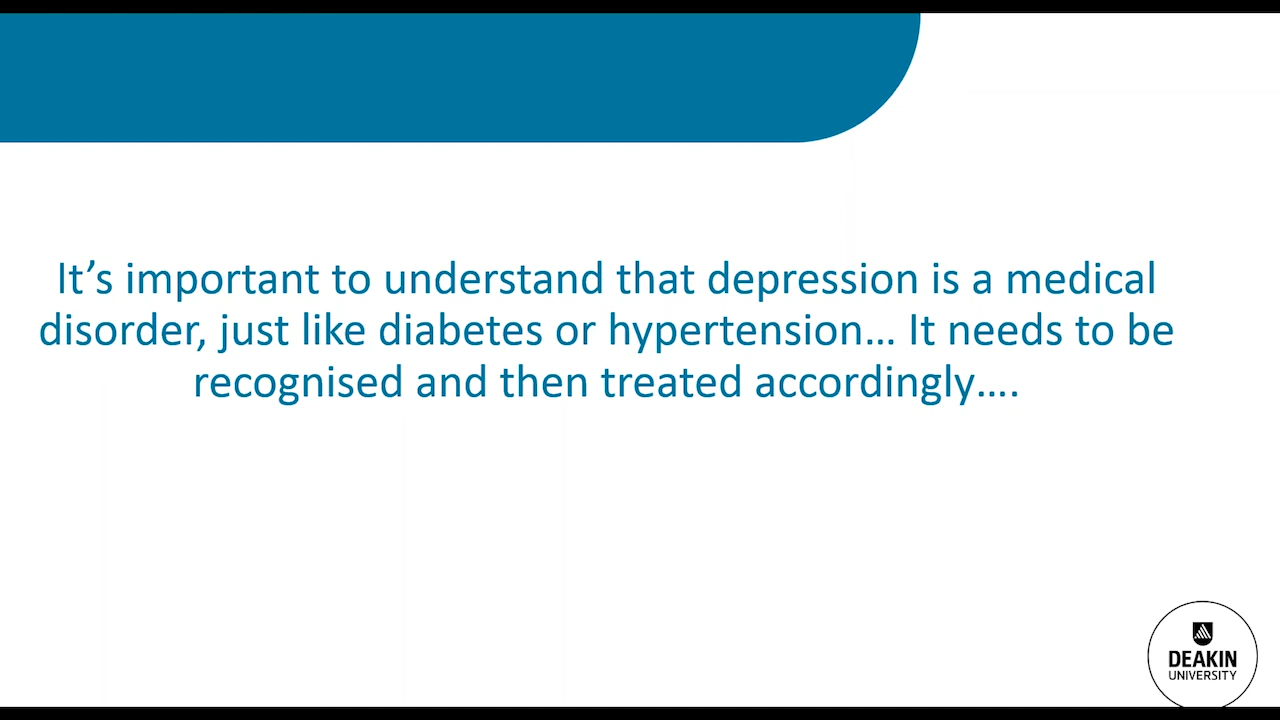 It’s important to understand that depression is a medical
disorder, just like diabetes or hypertension… It needs to be
recognised and then treated accordingly….
DEAKIN
UNIVERSITY